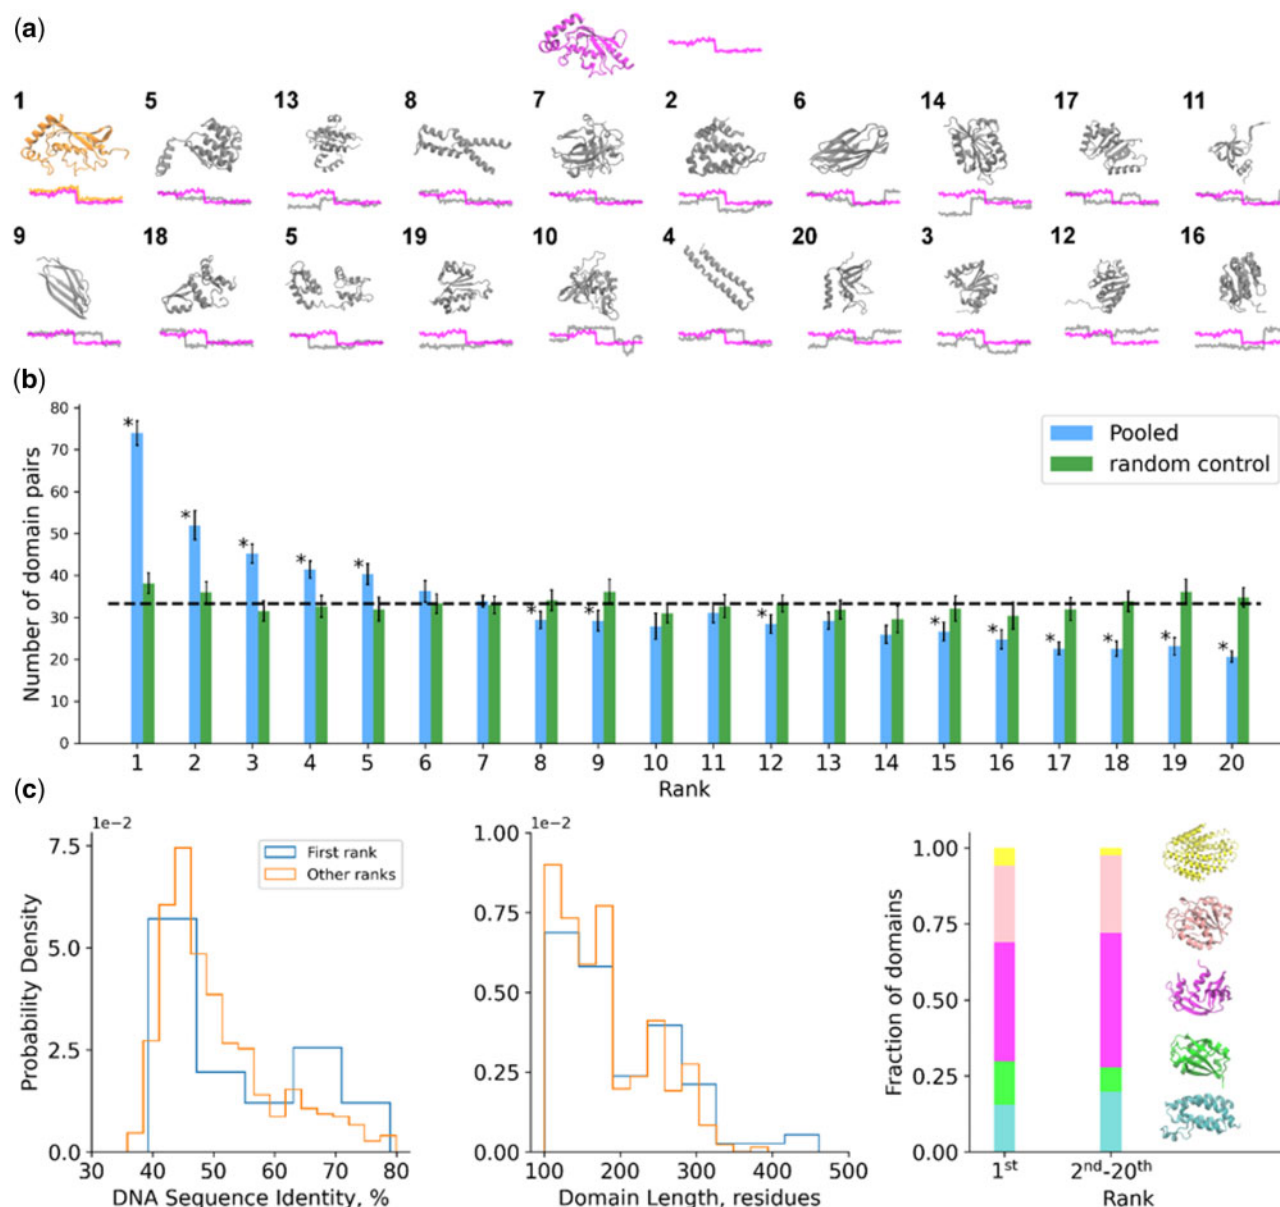 (a)
1 5 13 8 7 2 6 14 17 11
9 18 5 19 10 4 20 3 12 16
(b)
Number of domain pairs
80
70
60
50
40
30
20
10
0
* * * * * * * * * * * * * *
Pooled
random control
1 2 3 4 5 6 7 8 9 10 11 12 13 14 15 16 17 18 19 20
Rank
(c)
Probability Density
1e-2
7.5
5.0
2.5
0.0
First rank
Other ranks
30 40 50 60 70 80
DNA Sequence Identity, %
1e-2
1.00
0.75
0.50
0.25
0.00
100 200 300 400 500
Domain Length, residues
Fraction of domains
1.00
0.75
0.50
0.25
0.00
1st 2nd-20th
Rank